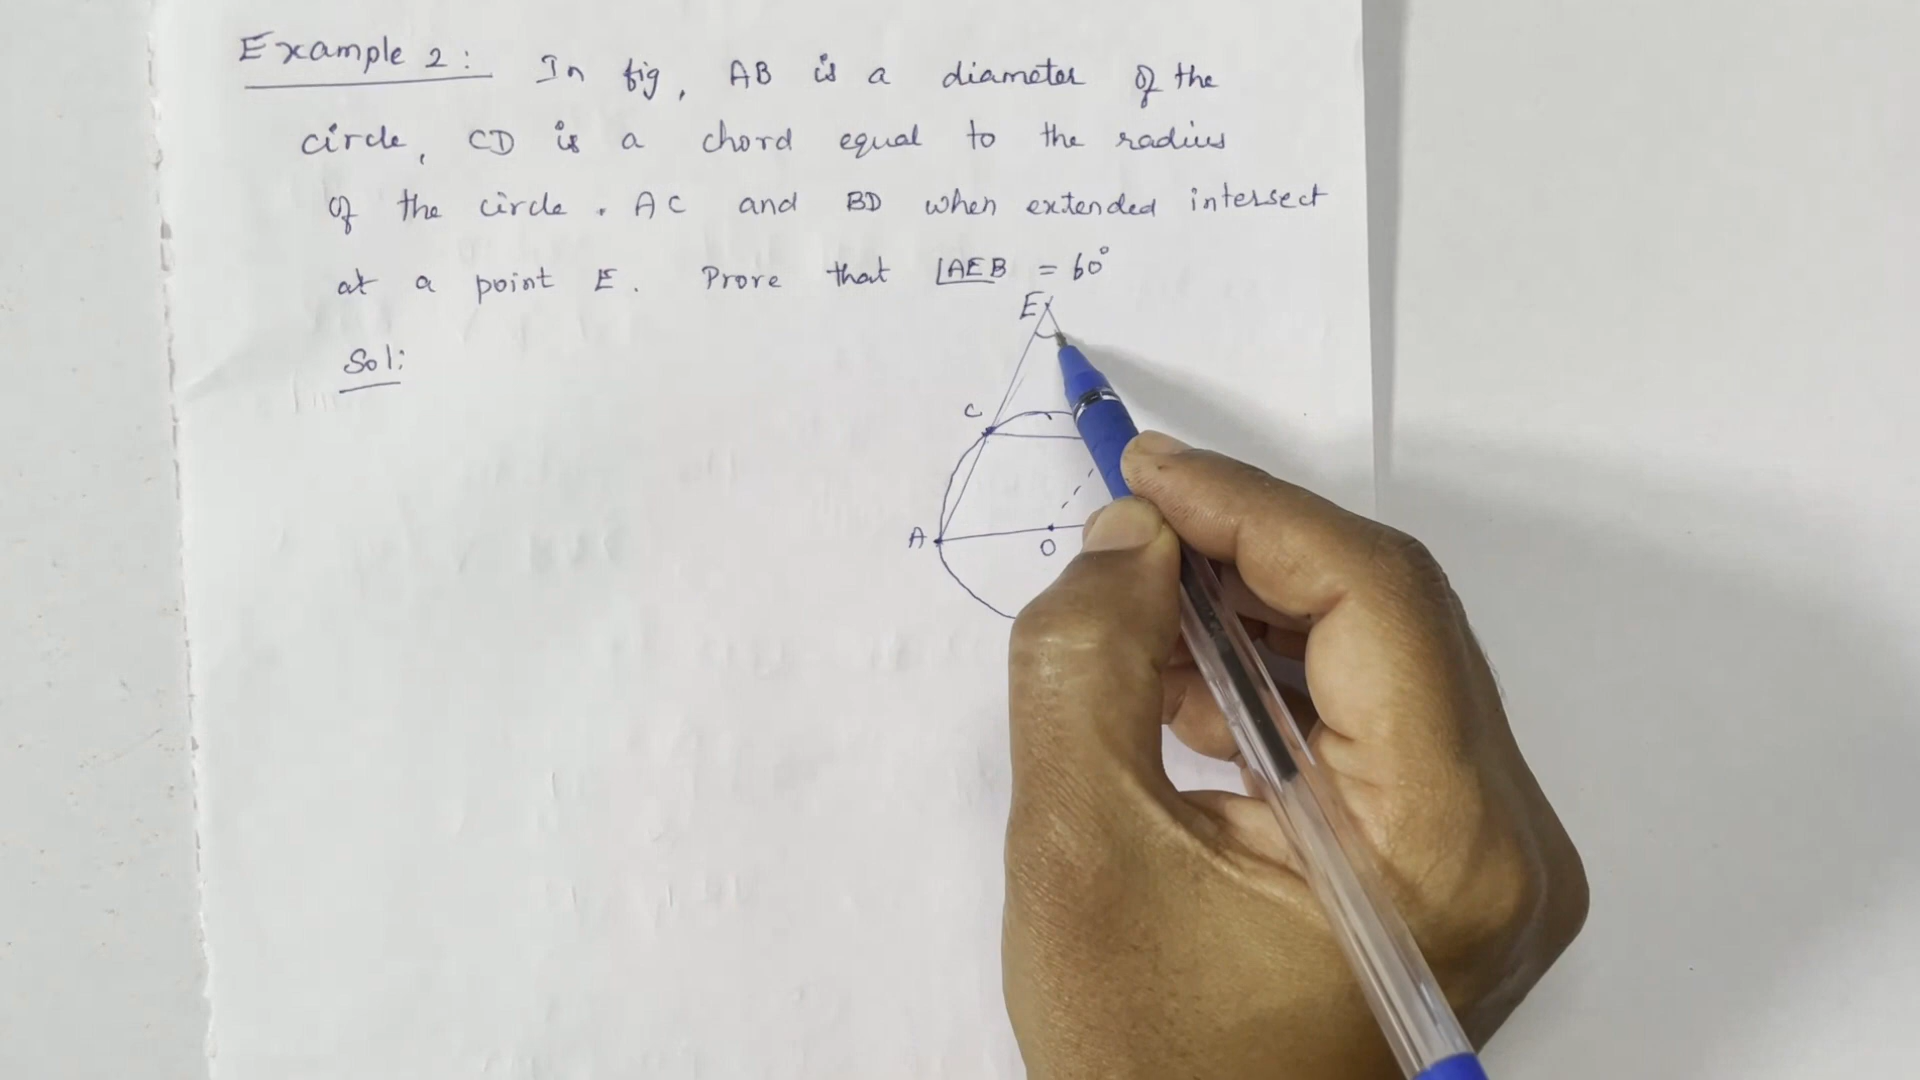 Example 2: In fig, AB is a diameter of the
circle, CD is a chord equal to the radius
of the circle. AC and BD when extended intersect
at a point E. Prove that ∠AEB = 60°
E
Sol:
C
A
O